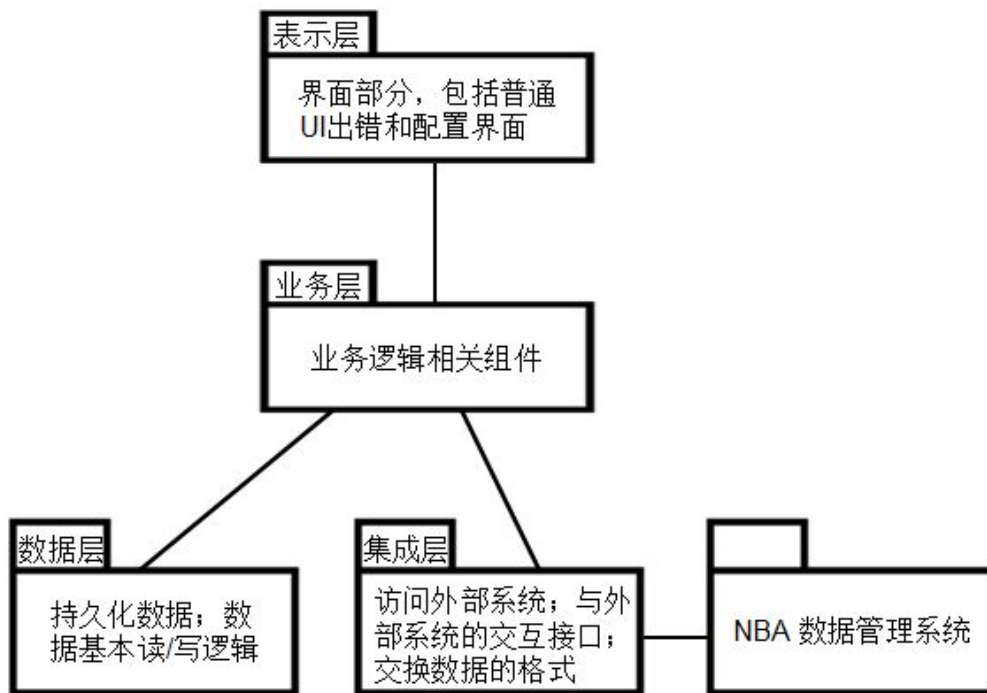 表示层
界面部分，包括普通
UI出错和配置界面
业务层
业务逻辑相关组件
数据层
持久化数据；数
据基本读/写逻辑
集成层
访问外部系统；与外
部系统的交互接口；
交换数据的格式
NBA 数据管理系统